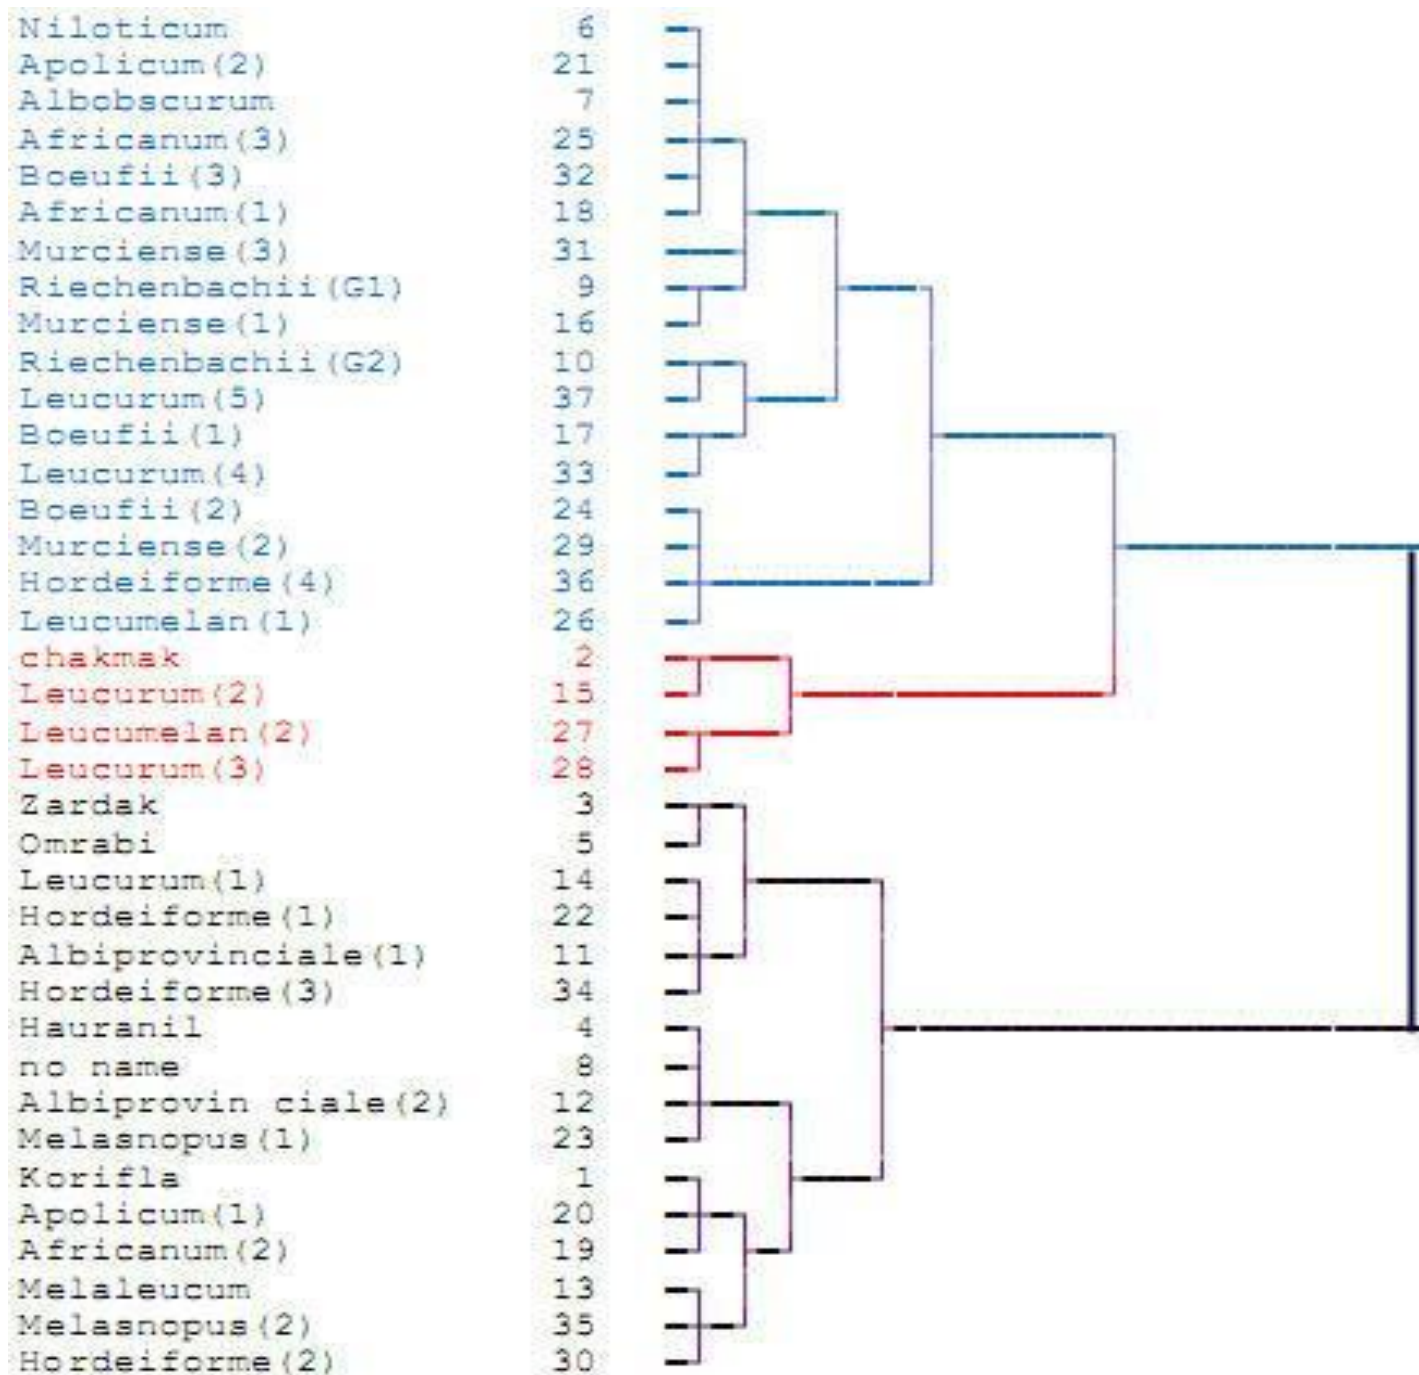 Niloticum 6
Apolicum(2) 21
Albobscurum 7
Africanum(3) 25
Boeufii(3) 32
Africanum(1) 18
Murciense(3) 31
Riechenbachii(G1) 9
Murciense(1) 16
Riechenbachii(G2) 10
Leucurum(5) 37
Boeufii(1) 17
Leucurum(4) 33
Boeufii(2) 24
Murciense(2) 29
Hordeiforme(4) 36
Leucumelan(1) 26
chakmak 2
Leucurum(2) 15
Leucumelan(2) 27
Leucurum(3) 28
Zardak 3
Omrabi 5
Leucurum(1) 14
Hordeiforme(1) 22
Albiprovinciale(1) 11
Hordeiforme(3) 34
Hauranil 4
no name 8
Albiprovin ciale(2) 12
Melasnopus(1) 23
Korifla 1
Apolicum(1) 20
Africanum(2) 19
Melaleucum 13
Melasnopus(2) 35
Hordeiforme(2) 30